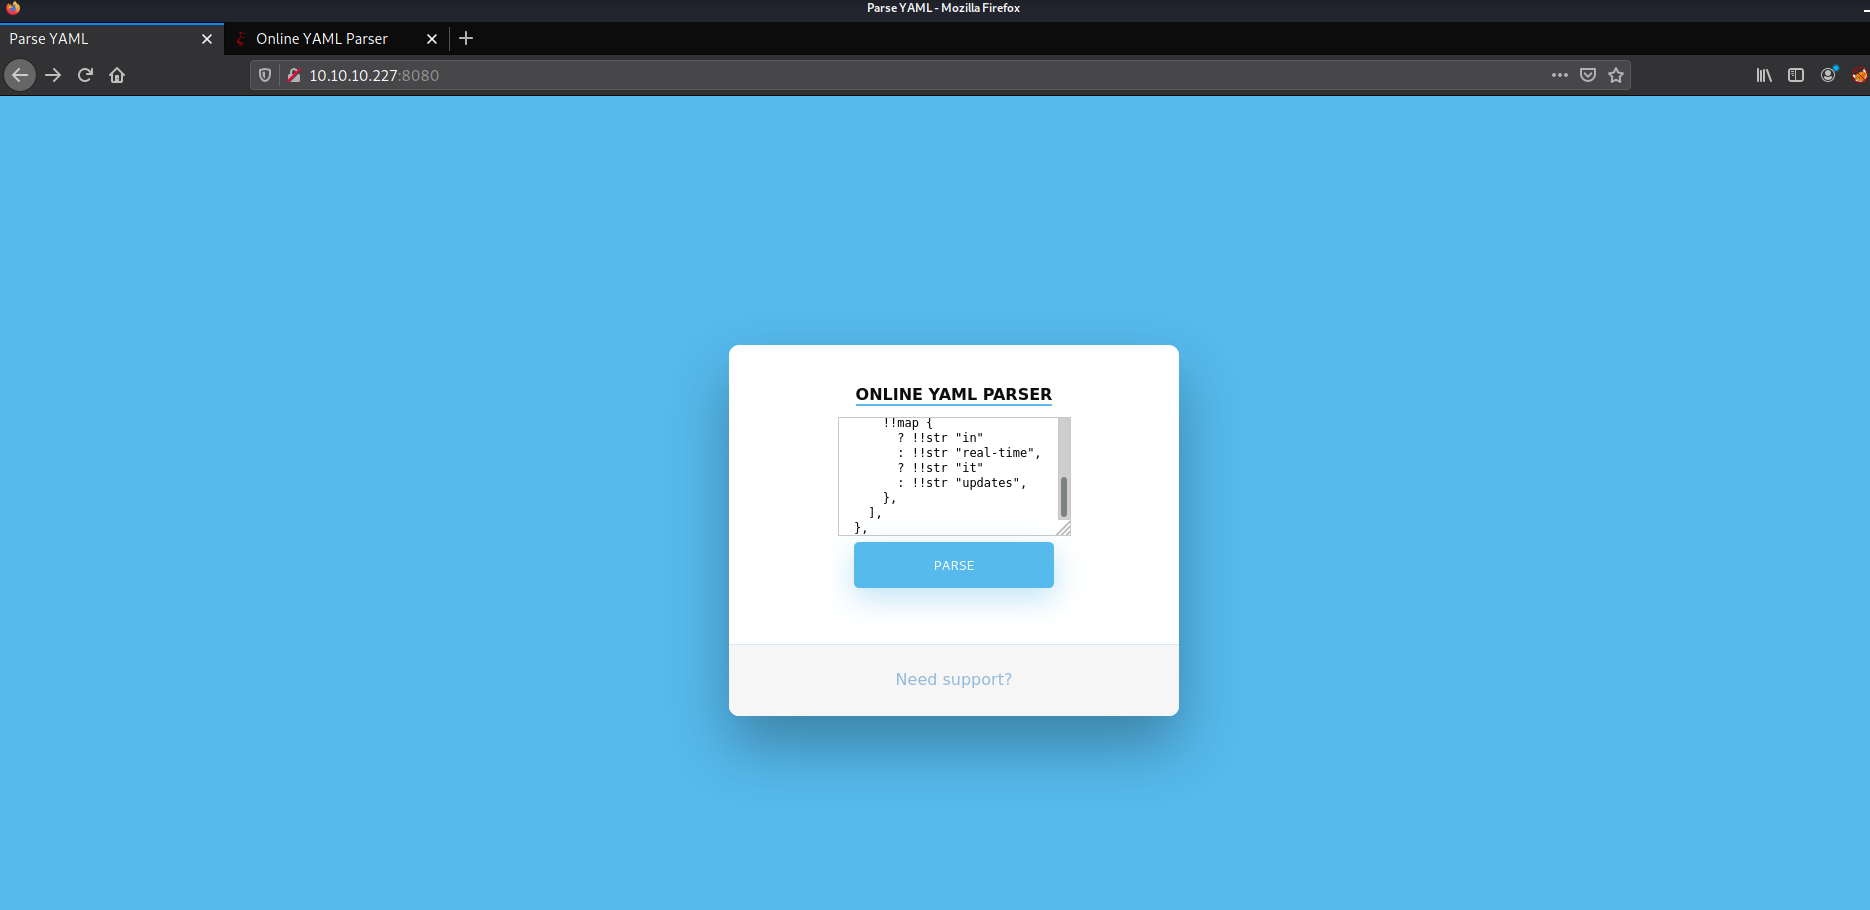 Parse YAML - Mozilla Firefox
Parse YAML
Online YAML Parser
10.10.10.227:8080
ONLINE YAML PARSER
!!map {
? !!str "in"
: !!str "real-time",
? !!str "it"
: !!str "updates",
},
],
},
PARSE
Need support?